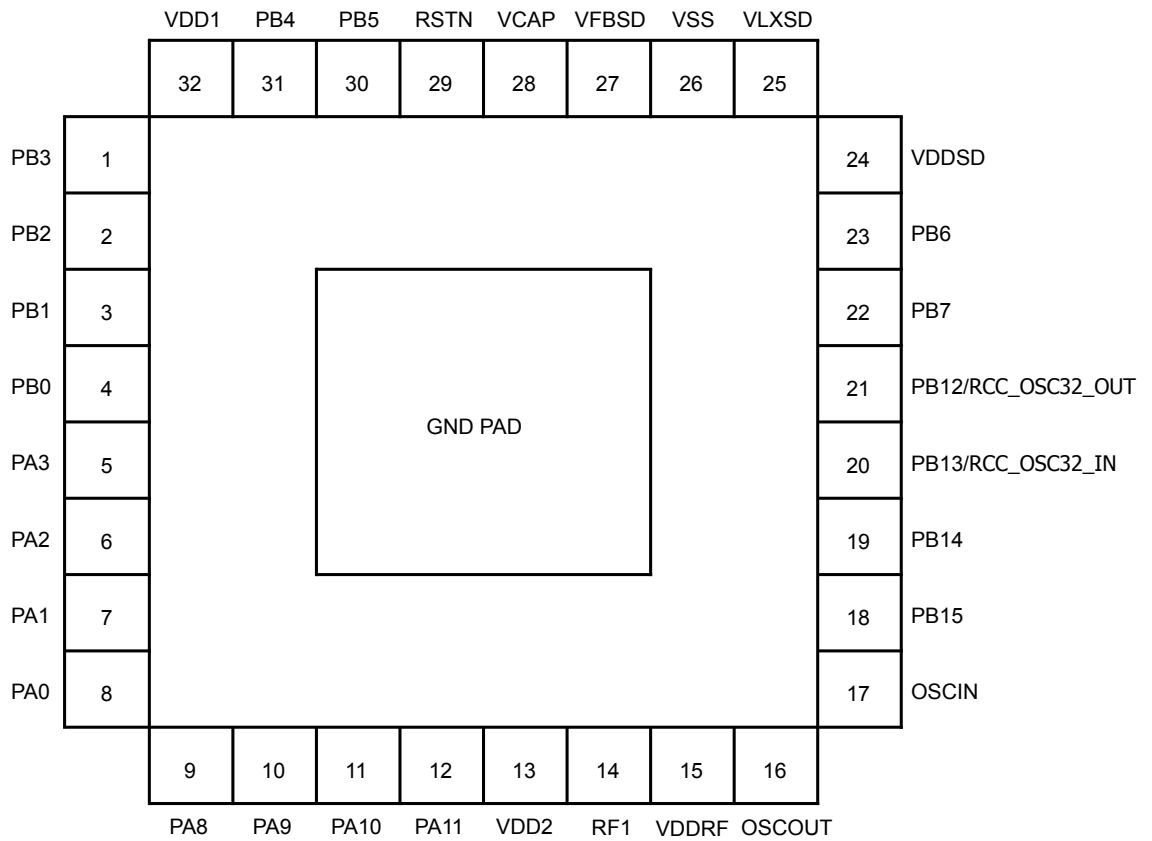 VDD1 PB4 PB5 RSTN VCAP VFBSD VSS VLXSD
32 31 30 29 28 27 26 25
PB3 1 24 VDDSD
PB2 2 23 PB6
PB1 3 22 PB7
PB0 4 21 PB12/RCC_OSC32_OUT
GND PAD
PA3 5 20 PB13/RCC_OSC32_IN
PA2 6 19 PB14
PA1 7 18 PB15
PA0 8 17 OSCIN
9 10 11 12 13 14 15 16
PA8 PA9 PA10 PA11 VDD2 RF1 VDDRF OSCOUT